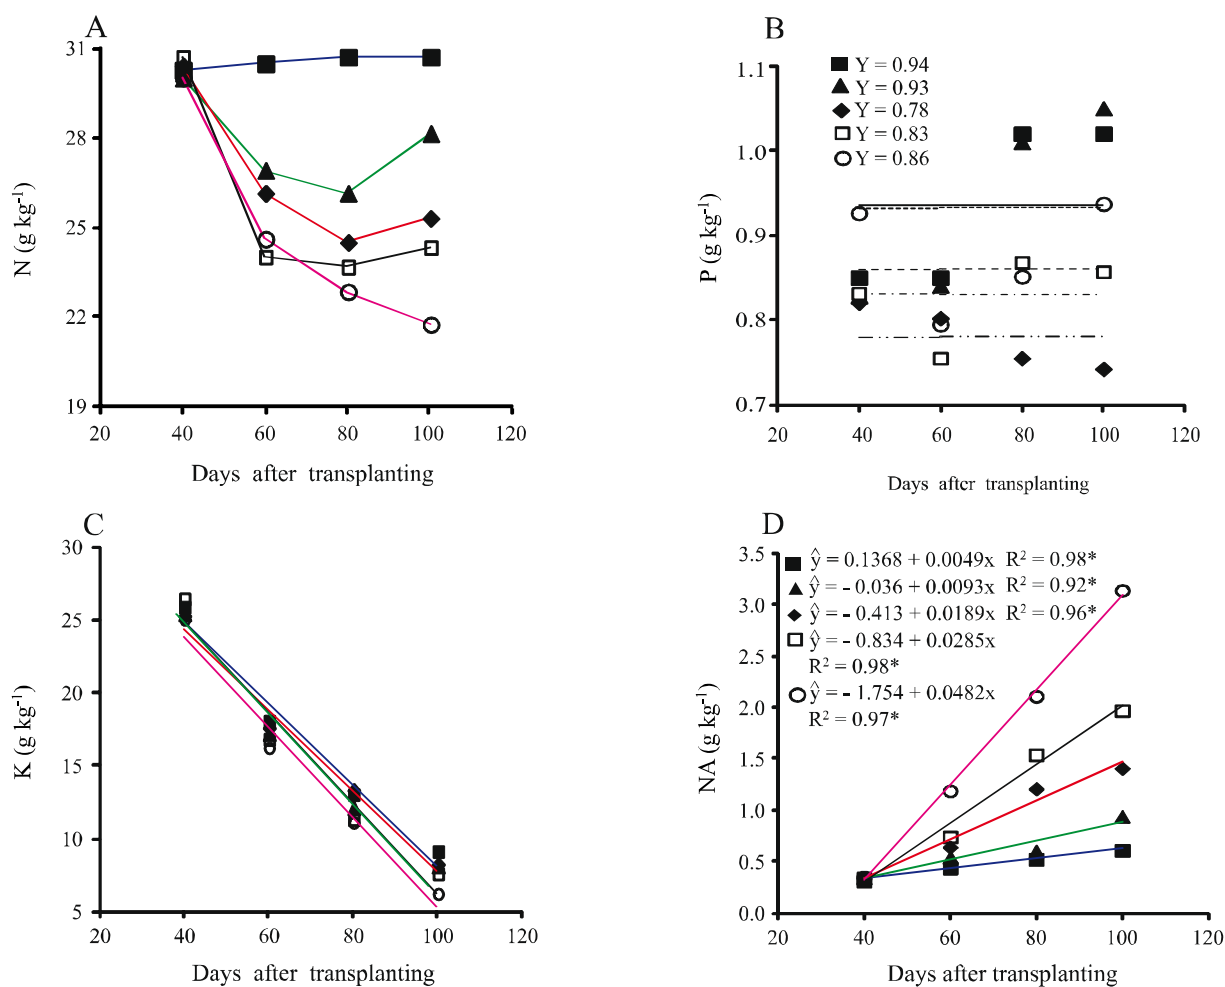 A
31
28
25
22
19
N (g kg-1)
20 40 60 80 100 120
Days after transplanting
B
1.1
1.0
0.9
0.8
0.7
P (g kg-1)
Y = 0.94
Y = 0.93
Y = 0.78
Y = 0.83
Y = 0.86
20 40 60 80 100 120
Days after transplanting
C
30
25
20
15
10
5
K (g kg-1)
20 40 60 80 100 120
Days after transplanting
D
3.5
3.0
2.5
2.0
1.5
1.0
0.5
0.0
NA (g kg-1)
ŷ = 0.1368 + 0.0049x R² = 0.98*
ŷ = - 0.036 + 0.0093x R² = 0.92*
ŷ = - 0.413 + 0.0189x R² = 0.96*
ŷ = - 0.834 + 0.0285x
R² = 0.98*
ŷ = - 1.754 + 0.0482x
R² = 0.97*
20 40 60 80 100 120
Days after transplanting